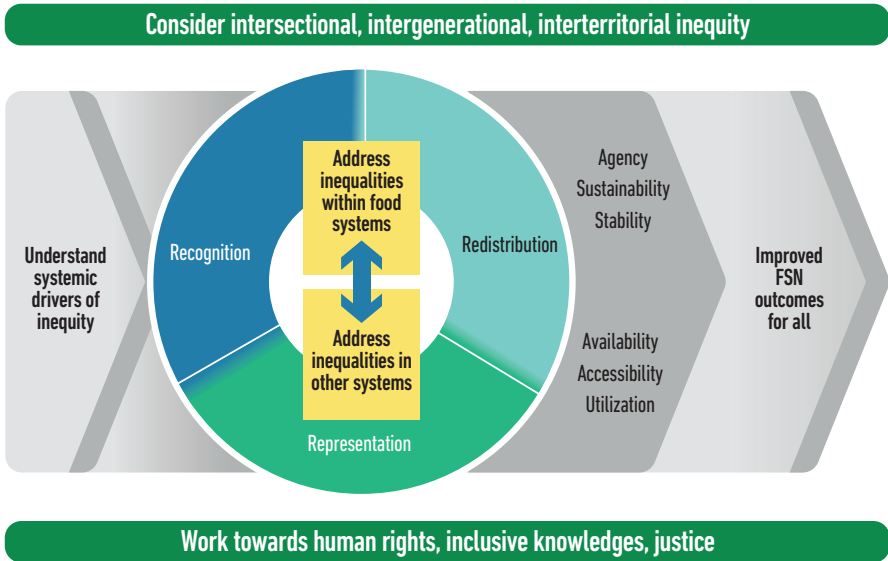 Consider intersectional, intergenerational, interterritorial inequity
Understand
systemic
drivers of
inequity
Recognition
Address
inequalities
within food
systems
Address
inequalities in
other systems
Redistribution
Representation
Agency
Sustainability
Stability
Availability
Accessibility
Utilization
Improved
FSN
outcomes
for all
Work towards human rights, inclusive knowledges, justice